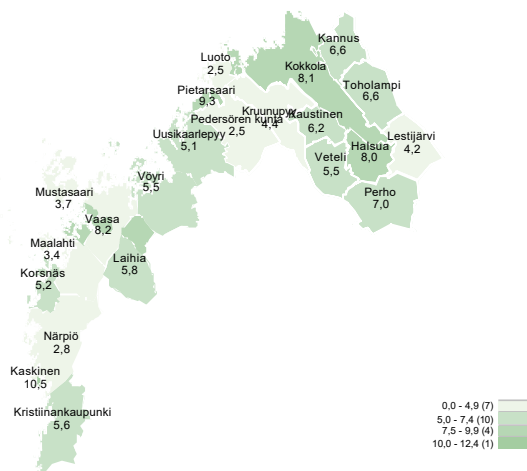 Kannus
6,6
Luoto
2,5
Kokkola
8,1
Pietarsaari
9,3
Toholampi
6,6
Kruunupyy
4,4
Pedersören kunta
2,5
Kaustinen
6,2
Uusikaarlepyy
5,1
Lestijärvi
4,2
Halsua
8,0
Veteli
5,5
Vöyri
5,5
Perho
7,0
Mustasaari
3,7
Vaasa
8,2
Maalahti
3,4
Laihia
5,8
Korsnäs
5,2
Närpiö
2,8
Kaskinen
10,5
Kristiinankaupunki
5,6
0,0 - 4,9 (7)
5,0 - 7,4 (10)
7,5 - 9,9 (4)
10,0 - 12,4 (1)